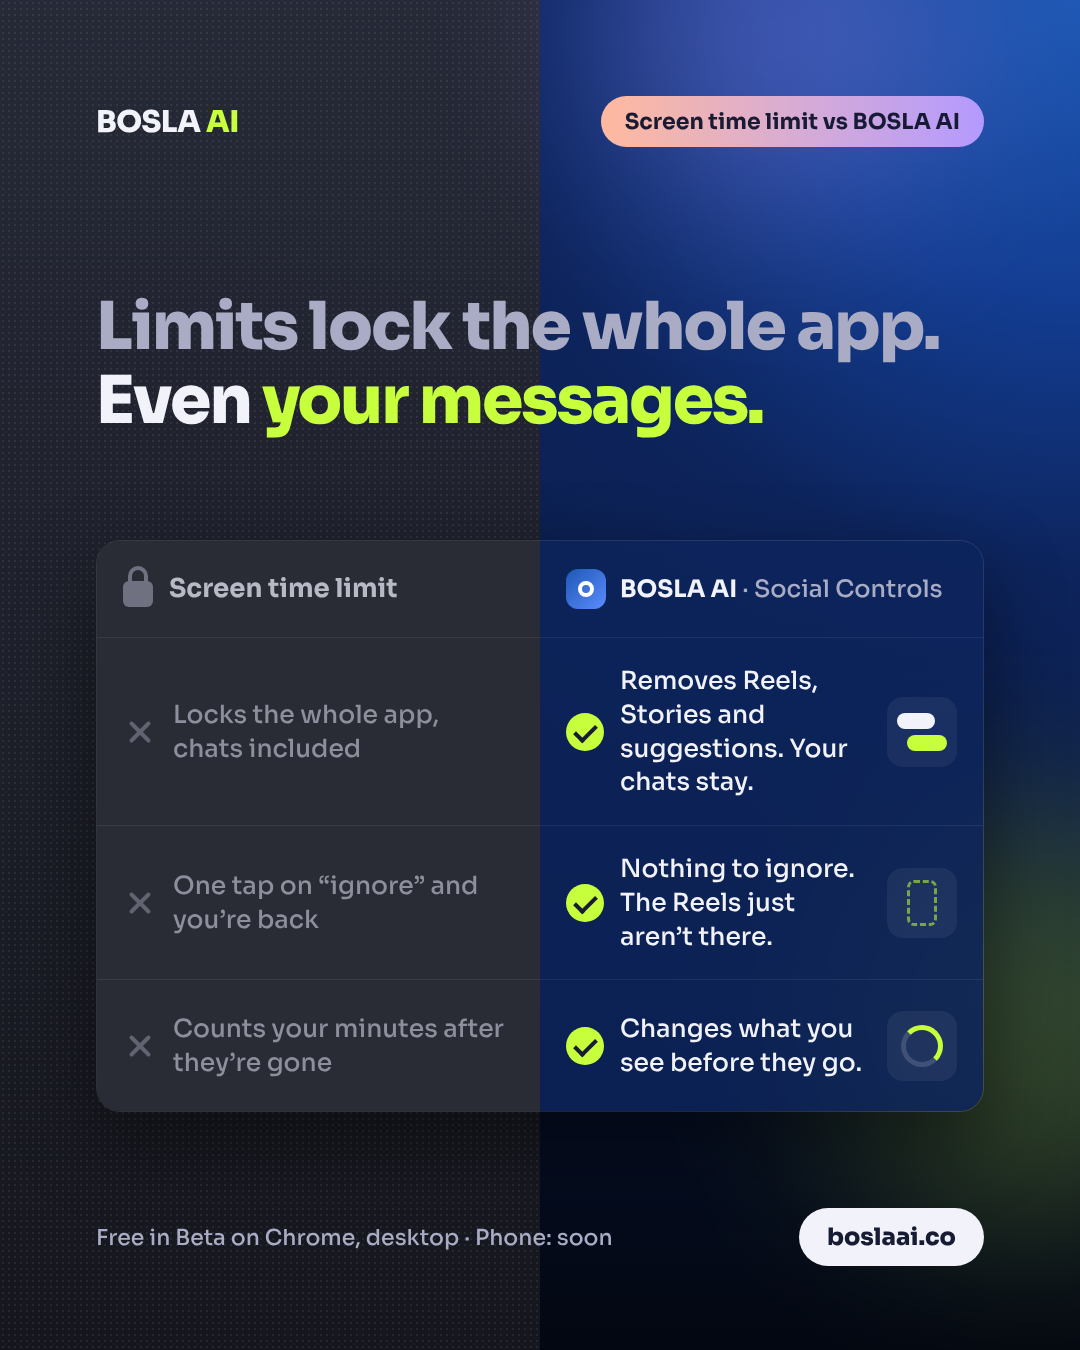 BOSLA AI
Screen time limit vs BOSLA AI
Limits lock the whole app.
Even your messages.
Screen time limit
BOSLA AI · Social Controls
Locks the whole app,
chats included
Removes Reels,
Stories and
suggestions. Your
chats stay.
One tap on “ignore” and
you’re back
Nothing to ignore.
The Reels just
aren’t there.
Counts your minutes after
they’re gone
Changes what you
see before they go.
Free in Beta on Chrome, desktop · Phone: soon
boslaai.co